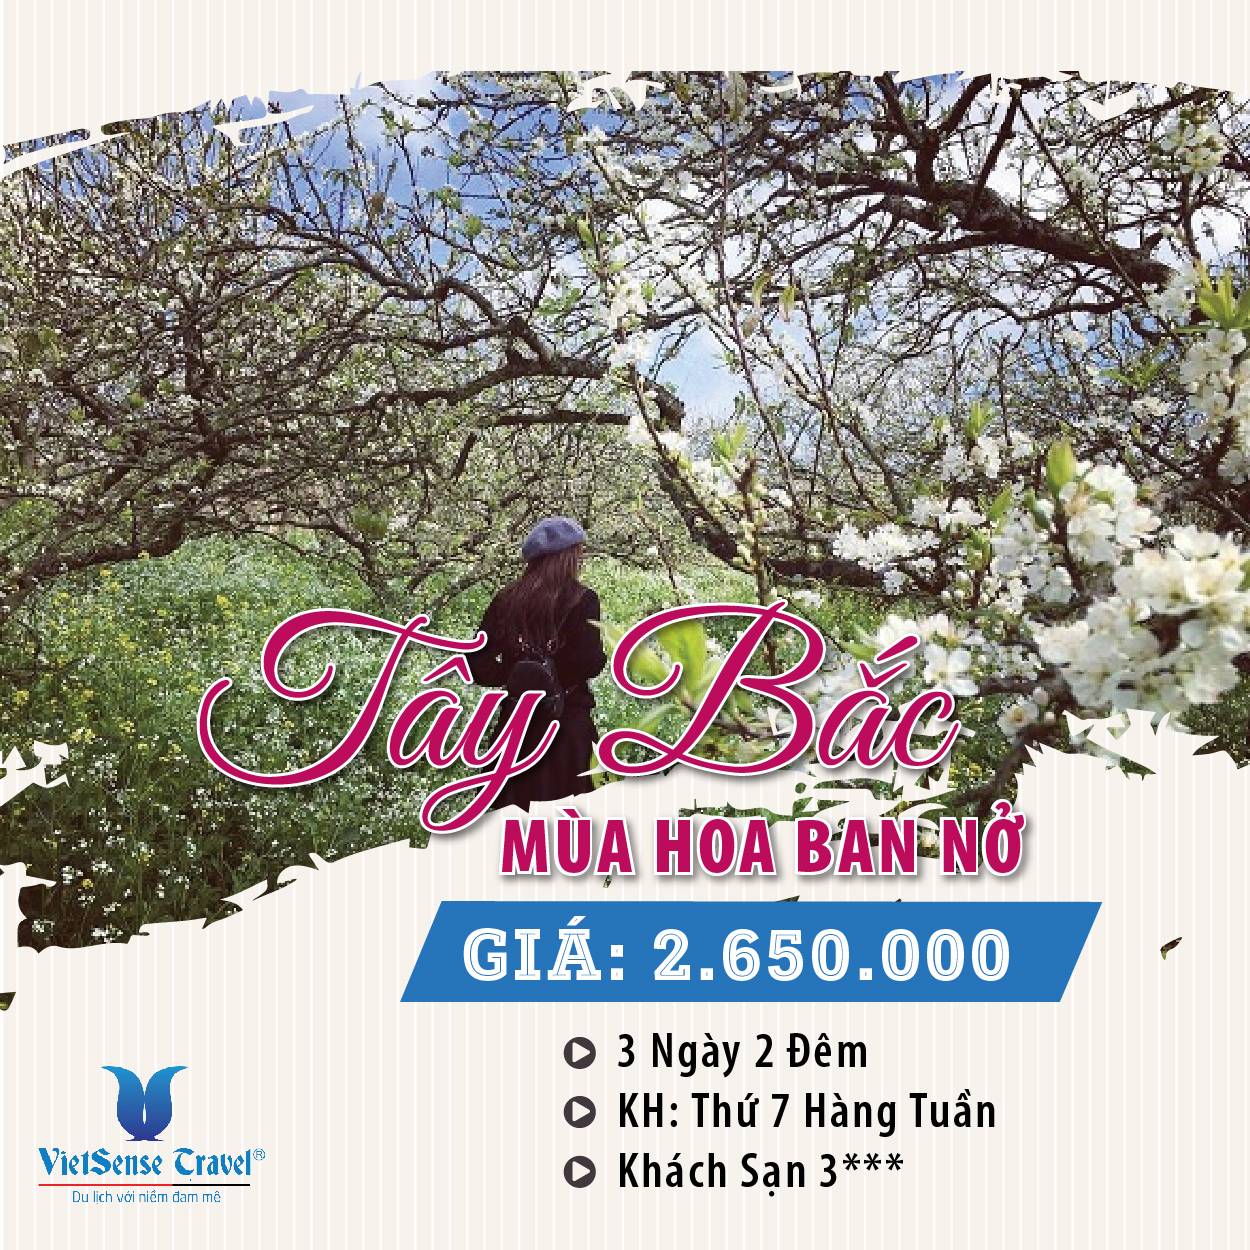 Tây Bắc
MÙA HOA BAN NỞ
GIÁ: 2.650.000
3 Ngày 2 Đêm
KH: Thứ 7 Hàng Tuần
Khách Sạn 3***
VietSense Travel®
Du lịch với niềm đam mê